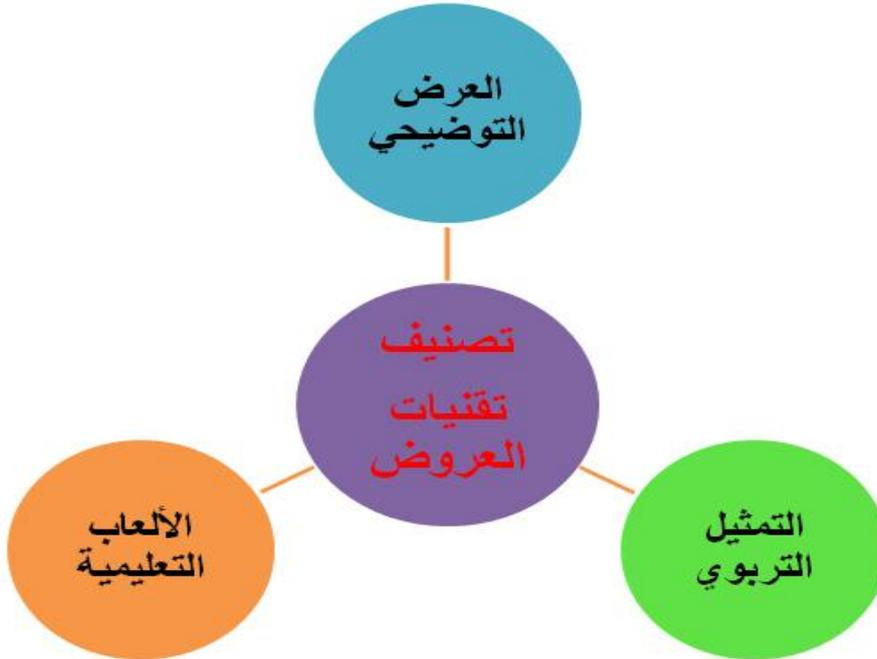 العرض
التوضيحي
تصنيف
تقنيات
العروض
التمثيل
التربوي
الألعاب
التعليمية